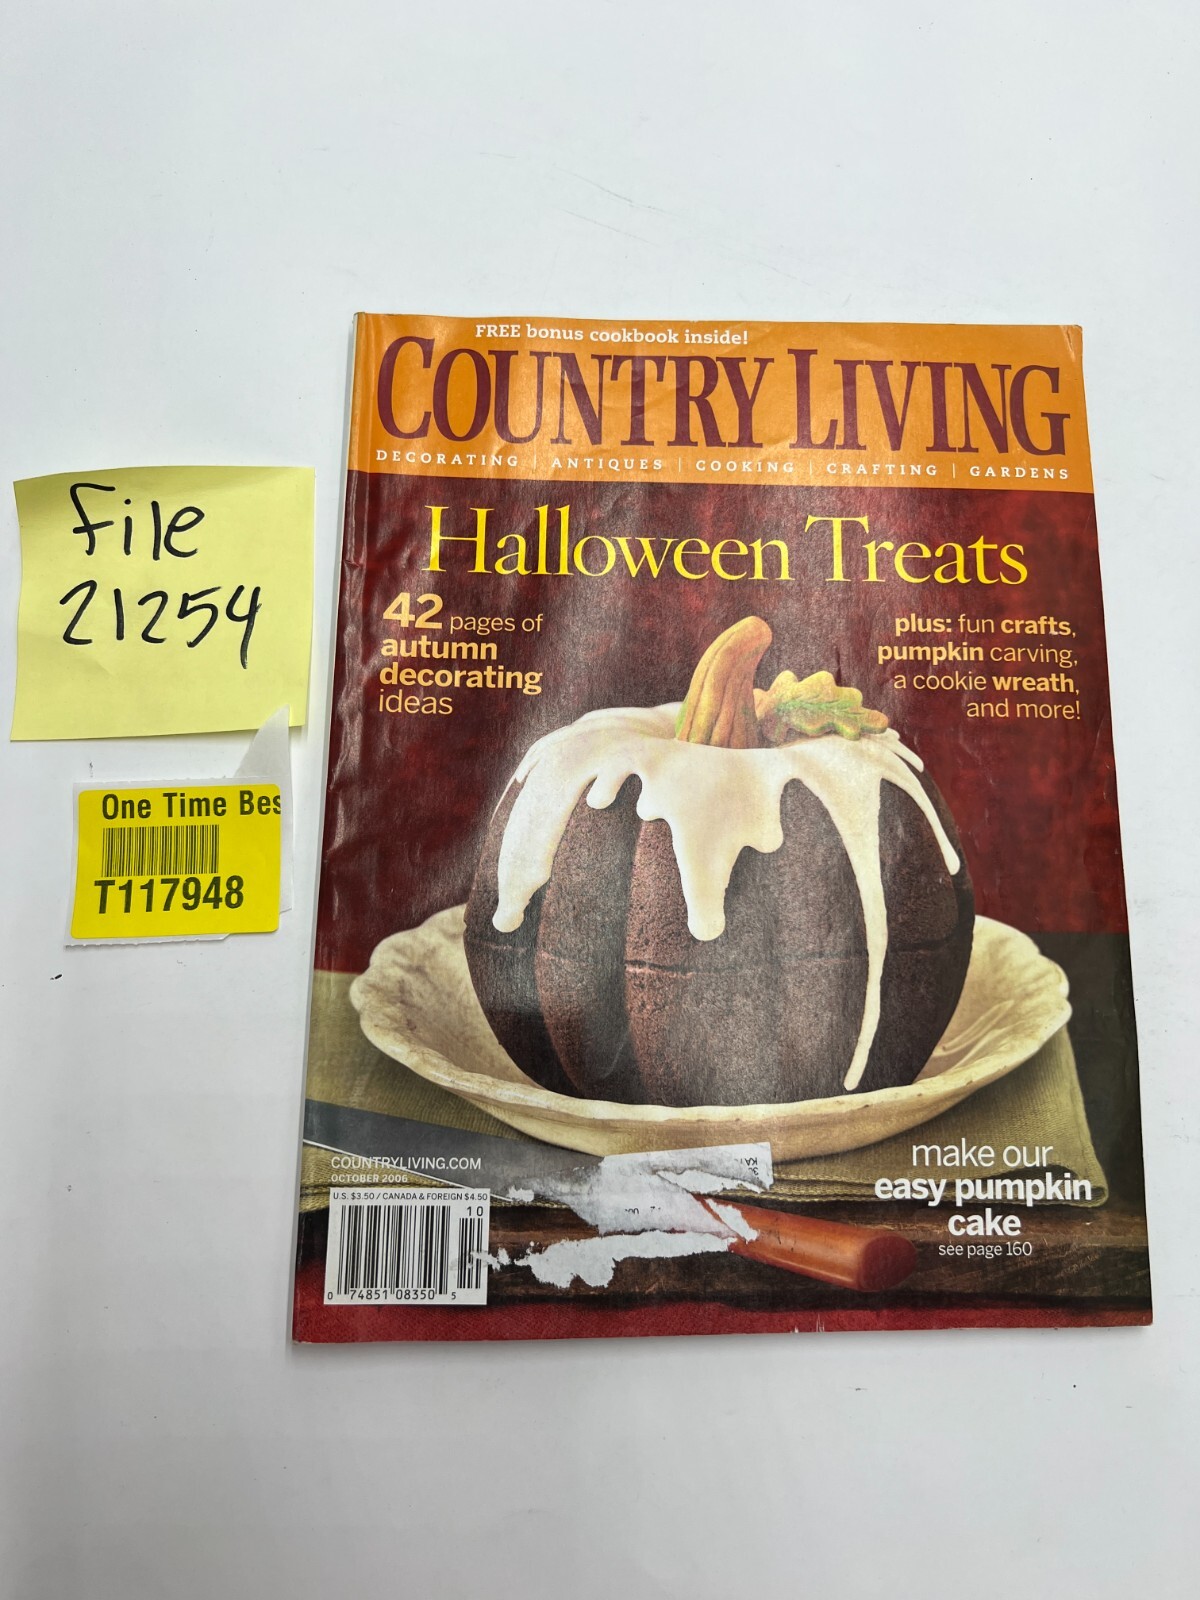 File
21254
One Time Bes
T117948
FREE bonus cookbook inside!
COUNTRY LIVING
DECORATING | ANTIQUES | COOKING | CRAFTING | GARDENS
Halloween Treats
42 pages of
autumn
decorating
ideas
plus: fun crafts,
pumpkin carving,
a cookie wreath,
and more!
COUNTRYLIVING.COM
OCTOBER 2006
U.S. $3.50 / CANADA & FOREIGN $4.50
10
0 74851 08350 5
make our
easy pumpkin
cake
see page 160